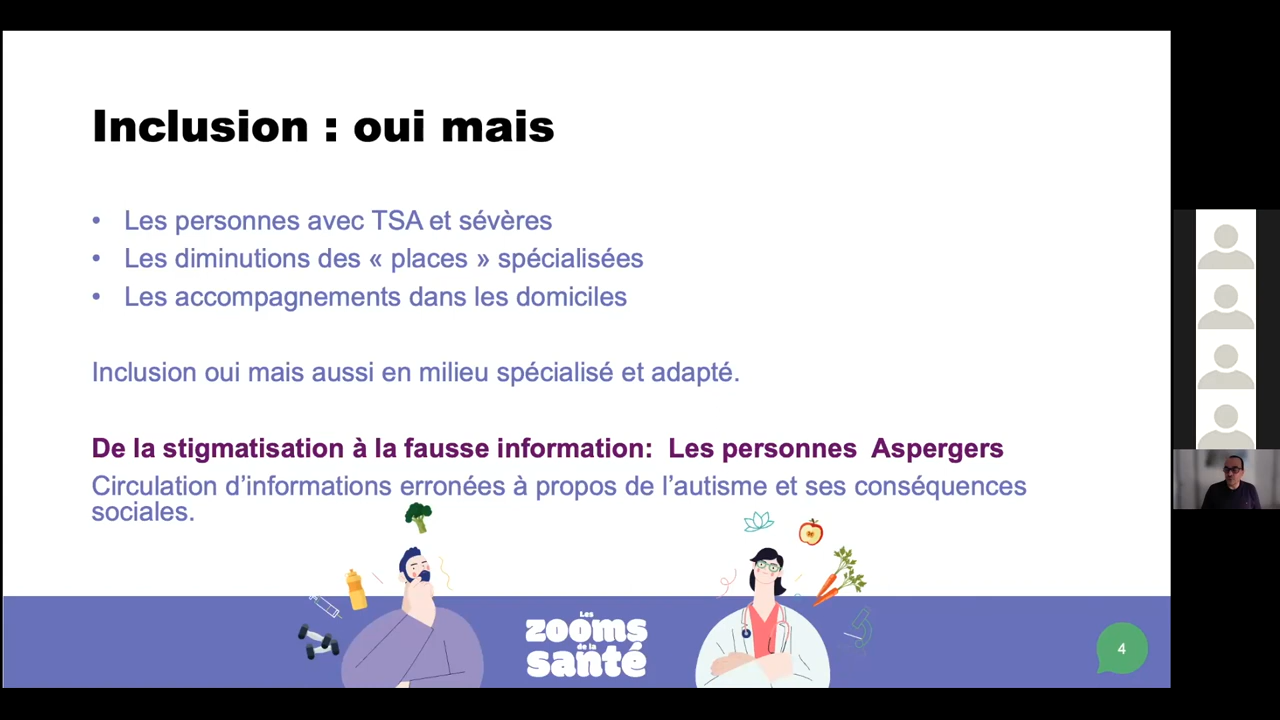 Inclusion : oui mais
• Les personnes avec TSA et sévères
• Les diminutions des « places » spécialisées
• Les accompagnements dans les domiciles
Inclusion oui mais aussi en milieu spécialisé et adapté.
De la stigmatisation à la fausse information:  Les personnes  Aspergers
Circulation d’informations erronées à propos de l’autisme et ses conséquences
sociales.
Les
zooms
de la
santé
4